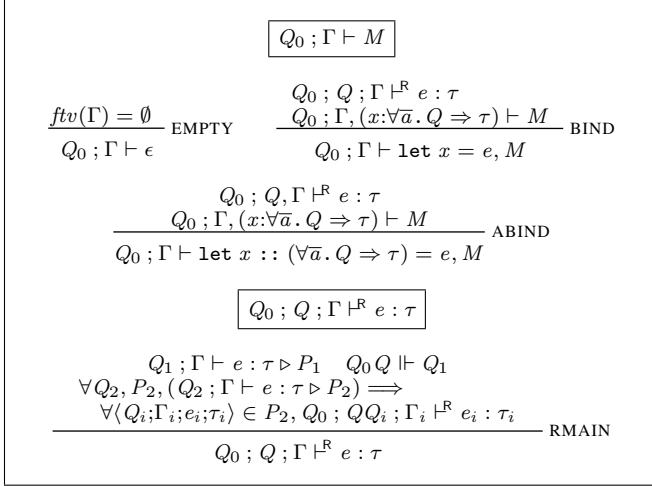 Q₀ ; Γ ⊢ M
Q₀ ; Q ; Γ ⊢ᴿ e : τ
ftv(Γ) = ∅ Q₀ ; Γ, (x:∀a̅. Q ⇒ τ) ⊢ M
EMPTY BIND
Q₀ ; Γ ⊢ ϵ Q₀ ; Γ ⊢ let x = e, M
Q₀ ; Q, Γ ⊢ᴿ e : τ
Q₀ ; Γ, (x:∀a̅. Q ⇒ τ) ⊢ M
ABIND
Q₀ ; Γ ⊢ let x :: (∀a̅. Q ⇒ τ) = e, M
Q₀ ; Q ; Γ ⊢ᴿ e : τ
Q₁ ; Γ ⊢ e : τ ▹ P₁ Q₀ Q ⊩ Q₁
∀Q₂, P₂, (Q₂ ; Γ ⊢ e : τ ▹ P₂) ⟹
∀⟨Qᵢ;Γᵢ;eᵢ;τᵢ⟩ ∈ P₂, Q₀ ; QQᵢ ; Γᵢ ⊢ᴿ eᵢ : τᵢ
RMAIN
Q₀ ; Q ; Γ ⊢ᴿ e : τ